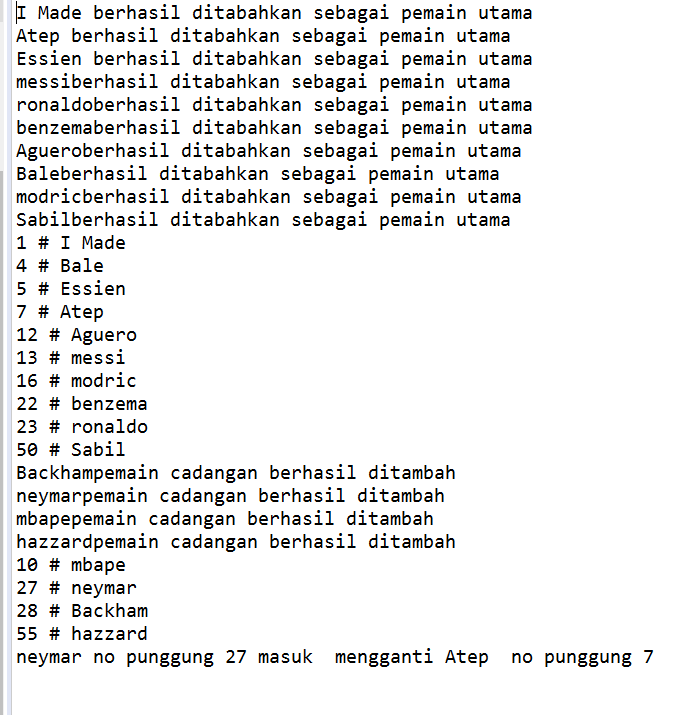 I Made berhasil ditabahkan sebagai pemain utama
Atep berhasil ditabahkan sebagai pemain utama
Essien berhasil ditabahkan sebagai pemain utama
messiberhasil ditabahkan sebagai pemain utama
ronaldoberhasil ditabahkan sebagai pemain utama
benzemaberhasil ditabahkan sebagai pemain utama
Agueroberhasil ditabahkan sebagai pemain utama
Baleberhasil ditabahkan sebagai pemain utama
modricberhasil ditabahkan sebagai pemain utama
Sabilberhasil ditabahkan sebagai pemain utama
1 # I Made
4 # Bale
5 # Essien
7 # Atep
12 # Aguero
13 # messi
16 # modric
22 # benzema
23 # ronaldo
50 # Sabil
Backhampemain cadangan berhasil ditambah
neymarpemain cadangan berhasil ditambah
mbapepemain cadangan berhasil ditambah
hazzardpemain cadangan berhasil ditambah
10 # mbape
27 # neymar
28 # Backham
55 # hazzard
neymar no punggung 27 masuk  mengganti Atep  no punggung 7